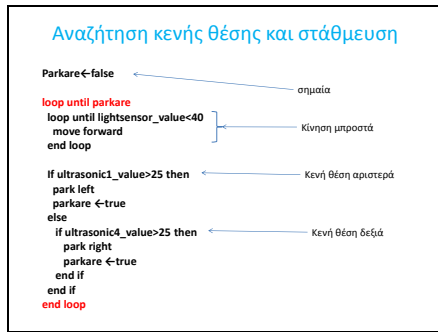 Αναζήτηση κενής θέσης και στάθμευση
Parkare←false
σημαία
loop until parkare
loop until lightsensor_value<40
move forward
Κίνηση μπροστά
end loop
If ultrasonic1_value>25 then
Κενή θέση αριστερά
park left
parkare ←true
else
if ultrasonic4_value>25 then
Κενή θέση δεξιά
park right
parkare ←true
end if
end if
end loop